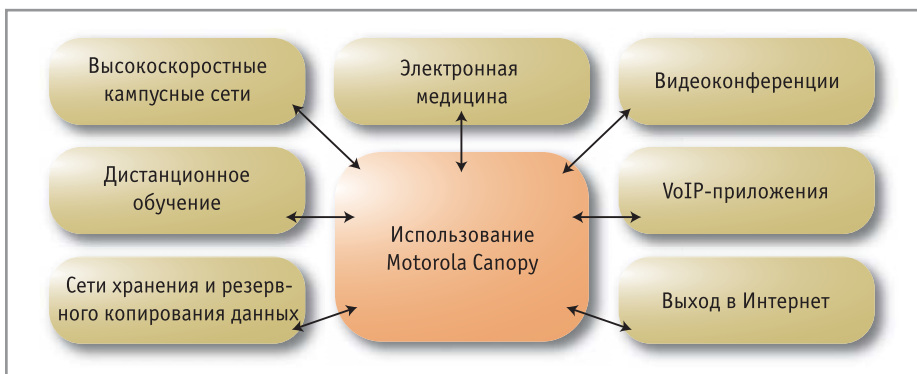 Высокоскоростные
кампусные сети
Электронная
медицина
Видеоконференции
Дистанционное
обучение
Использование
Motorola Canopy
VoIP-приложения
Сети хранения и резерв-
ного копирования данных
Выход в Интернет